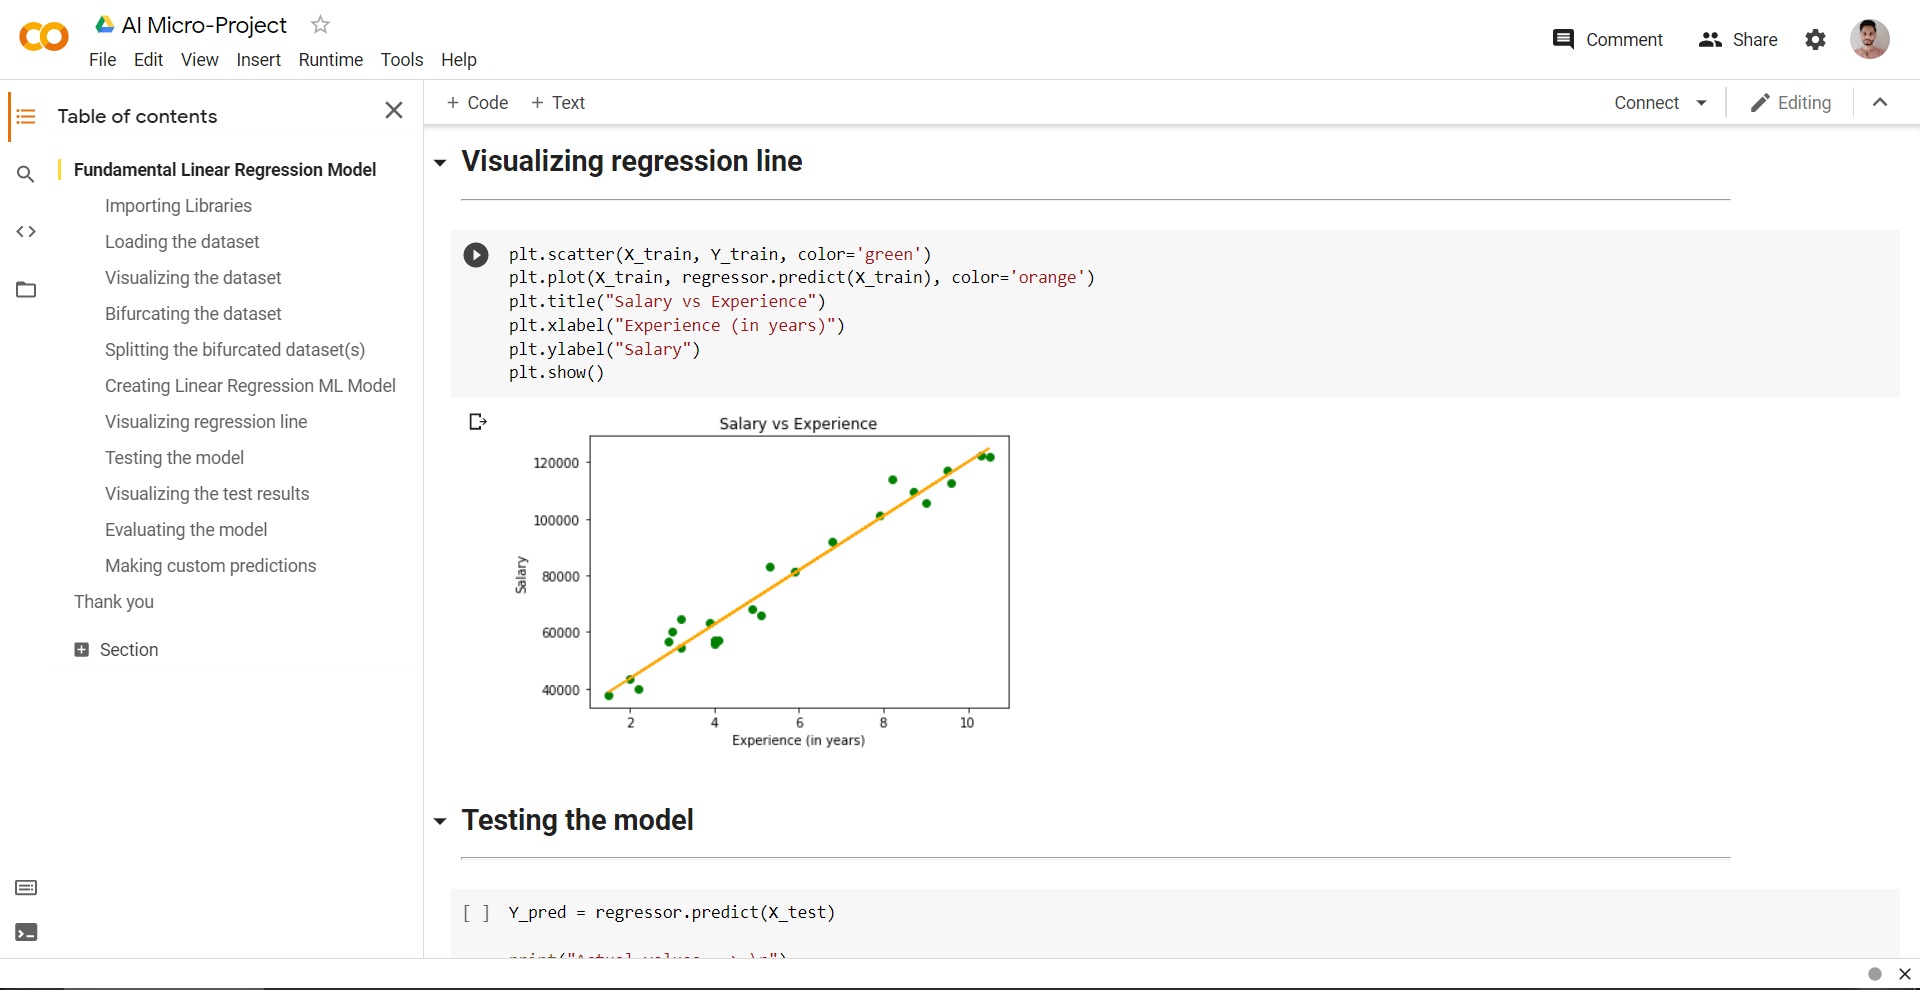 AI Micro-Project
File Edit View Insert Runtime Tools Help
Comment
Share
Table of contents
Fundamental Linear Regression Model
Importing Libraries
Loading the dataset
Visualizing the dataset
Bifurcating the dataset
Splitting the bifurcated dataset(s)
Creating Linear Regression ML Model
Visualizing regression line
Testing the model
Visualizing the test results
Evaluating the model
Making custom predictions
Thank you
Section
+ Code + Text
Connect
Editing
Visualizing regression line
plt.scatter(X_train, Y_train, color='green')
plt.plot(X_train, regressor.predict(X_train), color='orange')
plt.title("Salary vs Experience")
plt.xlabel("Experience (in years)")
plt.ylabel("Salary")
plt.show()
Salary vs Experience
120000
100000
80000
60000
40000
Salary
2 4 6 8 10
Experience (in years)
Testing the model
[ ] Y_pred = regressor.predict(X_test)